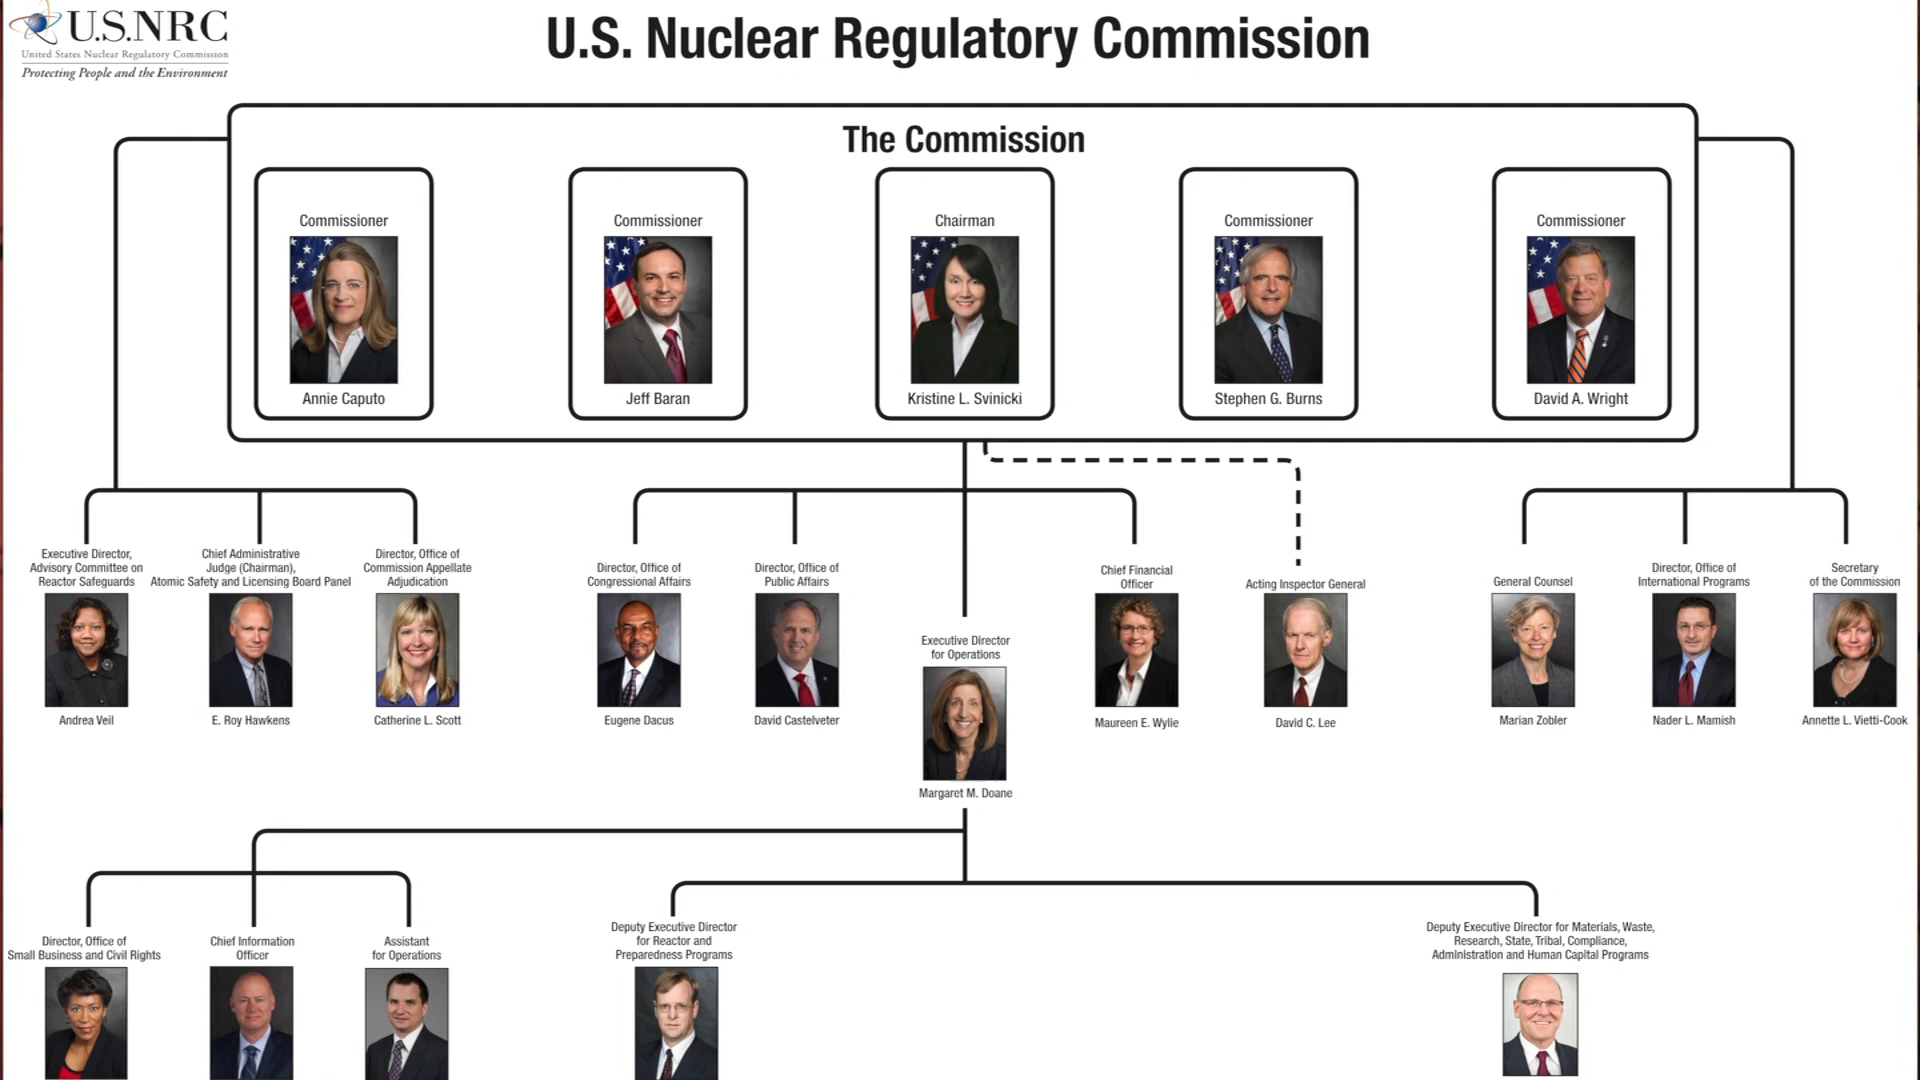 U.S.NRC
United States Nuclear Regulatory Commission
Protecting People and the Environment
U.S. Nuclear Regulatory Commission
The Commission
Commissioner
Annie Caputo
Commissioner
Jeff Baran
Chairman
Kristine L. Svinicki
Commissioner
Stephen G. Burns
Commissioner
David A. Wright
Executive Director,
Advisory Committee on
Reactor Safeguards
Andrea Veil
Chief Administrative
Judge (Chairman),
Atomic Safety and Licensing Board Panel
E. Roy Hawkens
Director, Office of
Commission Appellate
Adjudication
Catherine L. Scott
Director, Office of
Congressional Affairs
Eugene Dacus
Director, Office of
Public Affairs
David Castelveter
Executive Director
for Operations
Margaret M. Doane
Chief Financial
Officer
Maureen E. Wylie
Acting Inspector General
David C. Lee
General Counsel
Marian Zobler
Director, Office of
International Programs
Nader L. Mamish
Secretary
of the Commission
Annette L. Vietti-Cook
Director, Office of
Small Business and Civil Rights
Chief Information
Officer
Assistant
for Operations
Deputy Executive Director
for Reactor and
Preparedness Programs
Deputy Executive Director for Materials, Waste,
Research, State, Tribal, Compliance,
Administration and Human Capital Programs